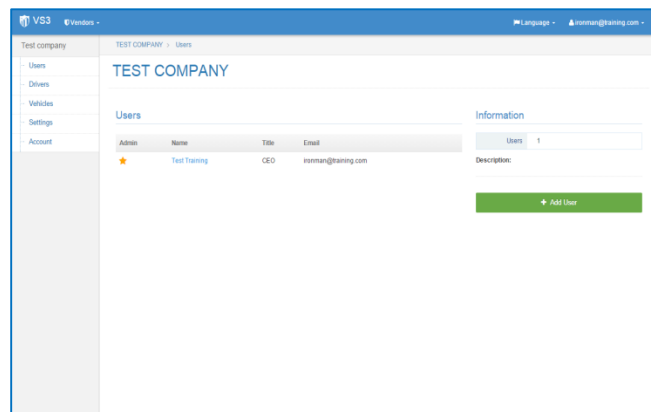 VS3 Vendors Language ironman@training.com
Test company
Users
Drivers
Vehicles
Settings
Account
TEST COMPANY > Users
TEST COMPANY
Users
Admin Name Title Email
Test Training CEO ironman@training.com
Information
Users 1
Description:
+ Add User